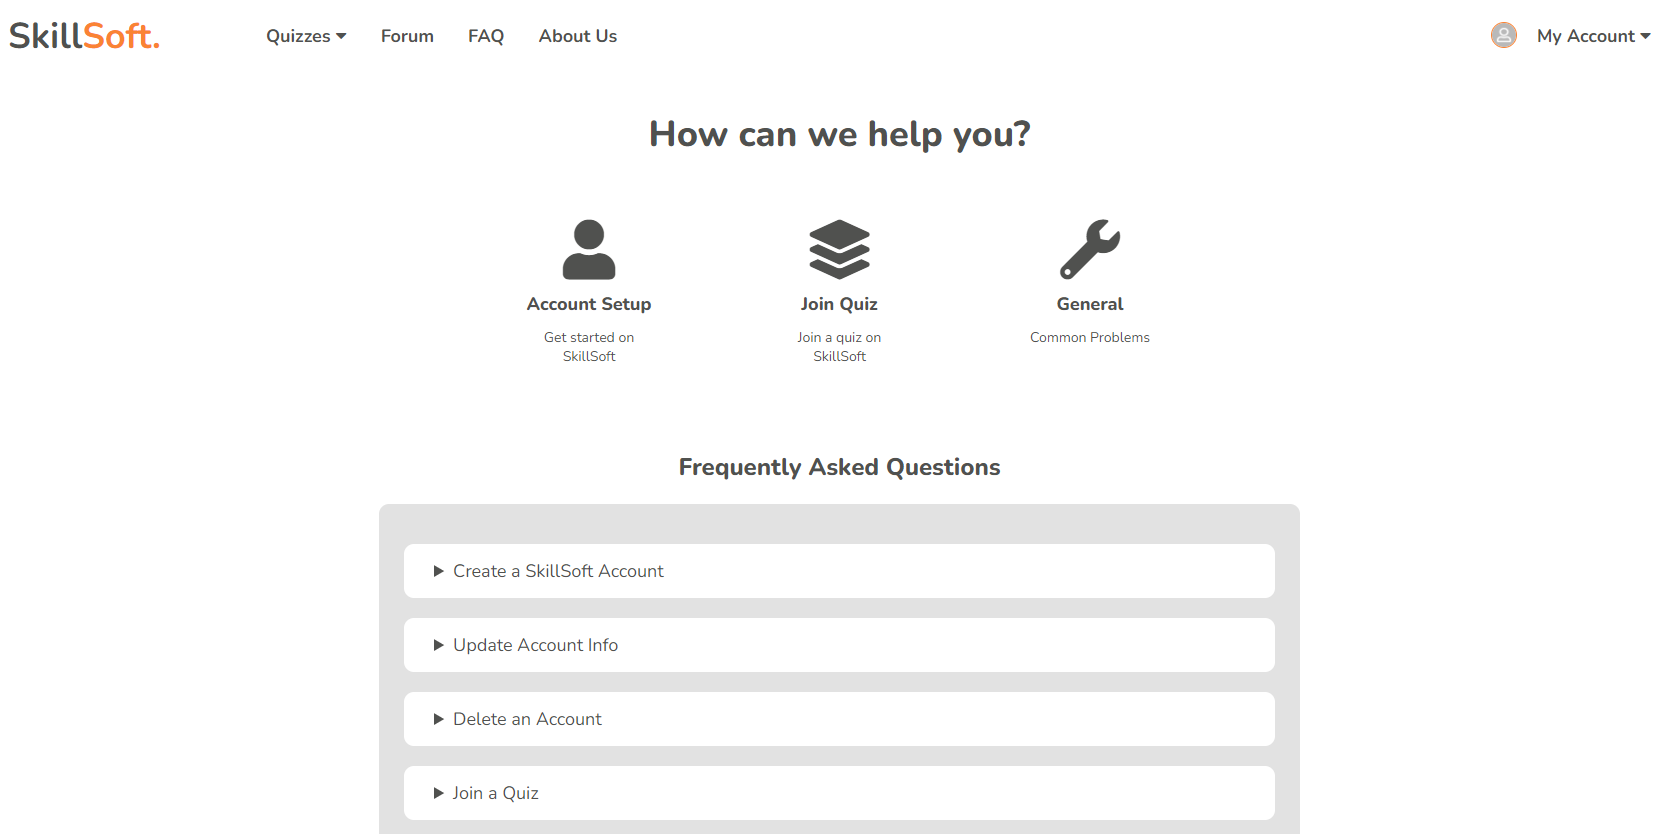 SkillSoft.
Quizzes
Forum
FAQ
About Us
My Account
How can we help you?
Account Setup
Get started on
SkillSoft
Join Quiz
Join a quiz on
SkillSoft
General
Common Problems
Frequently Asked Questions
Create a SkillSoft Account
Update Account Info
Delete an Account
Join a Quiz